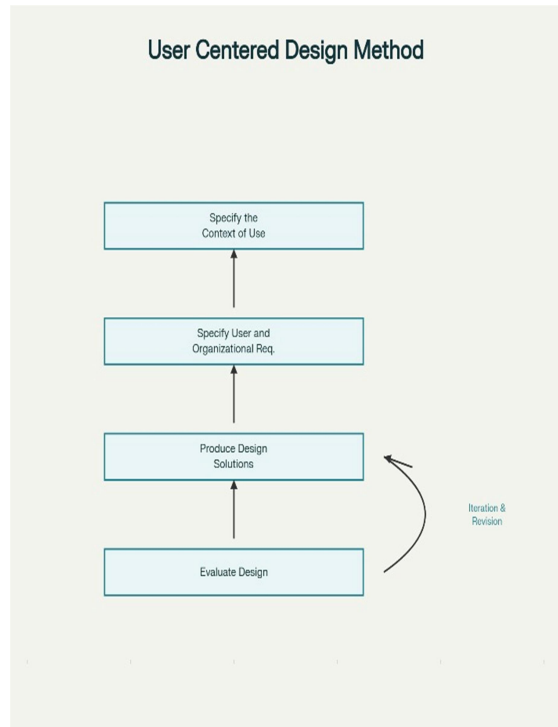 User Centered Design Method
Specify the
Context of Use
Specify User and
Organizational Req.
Produce Design
Solutions
Iteration &
Revision
Evaluate Design